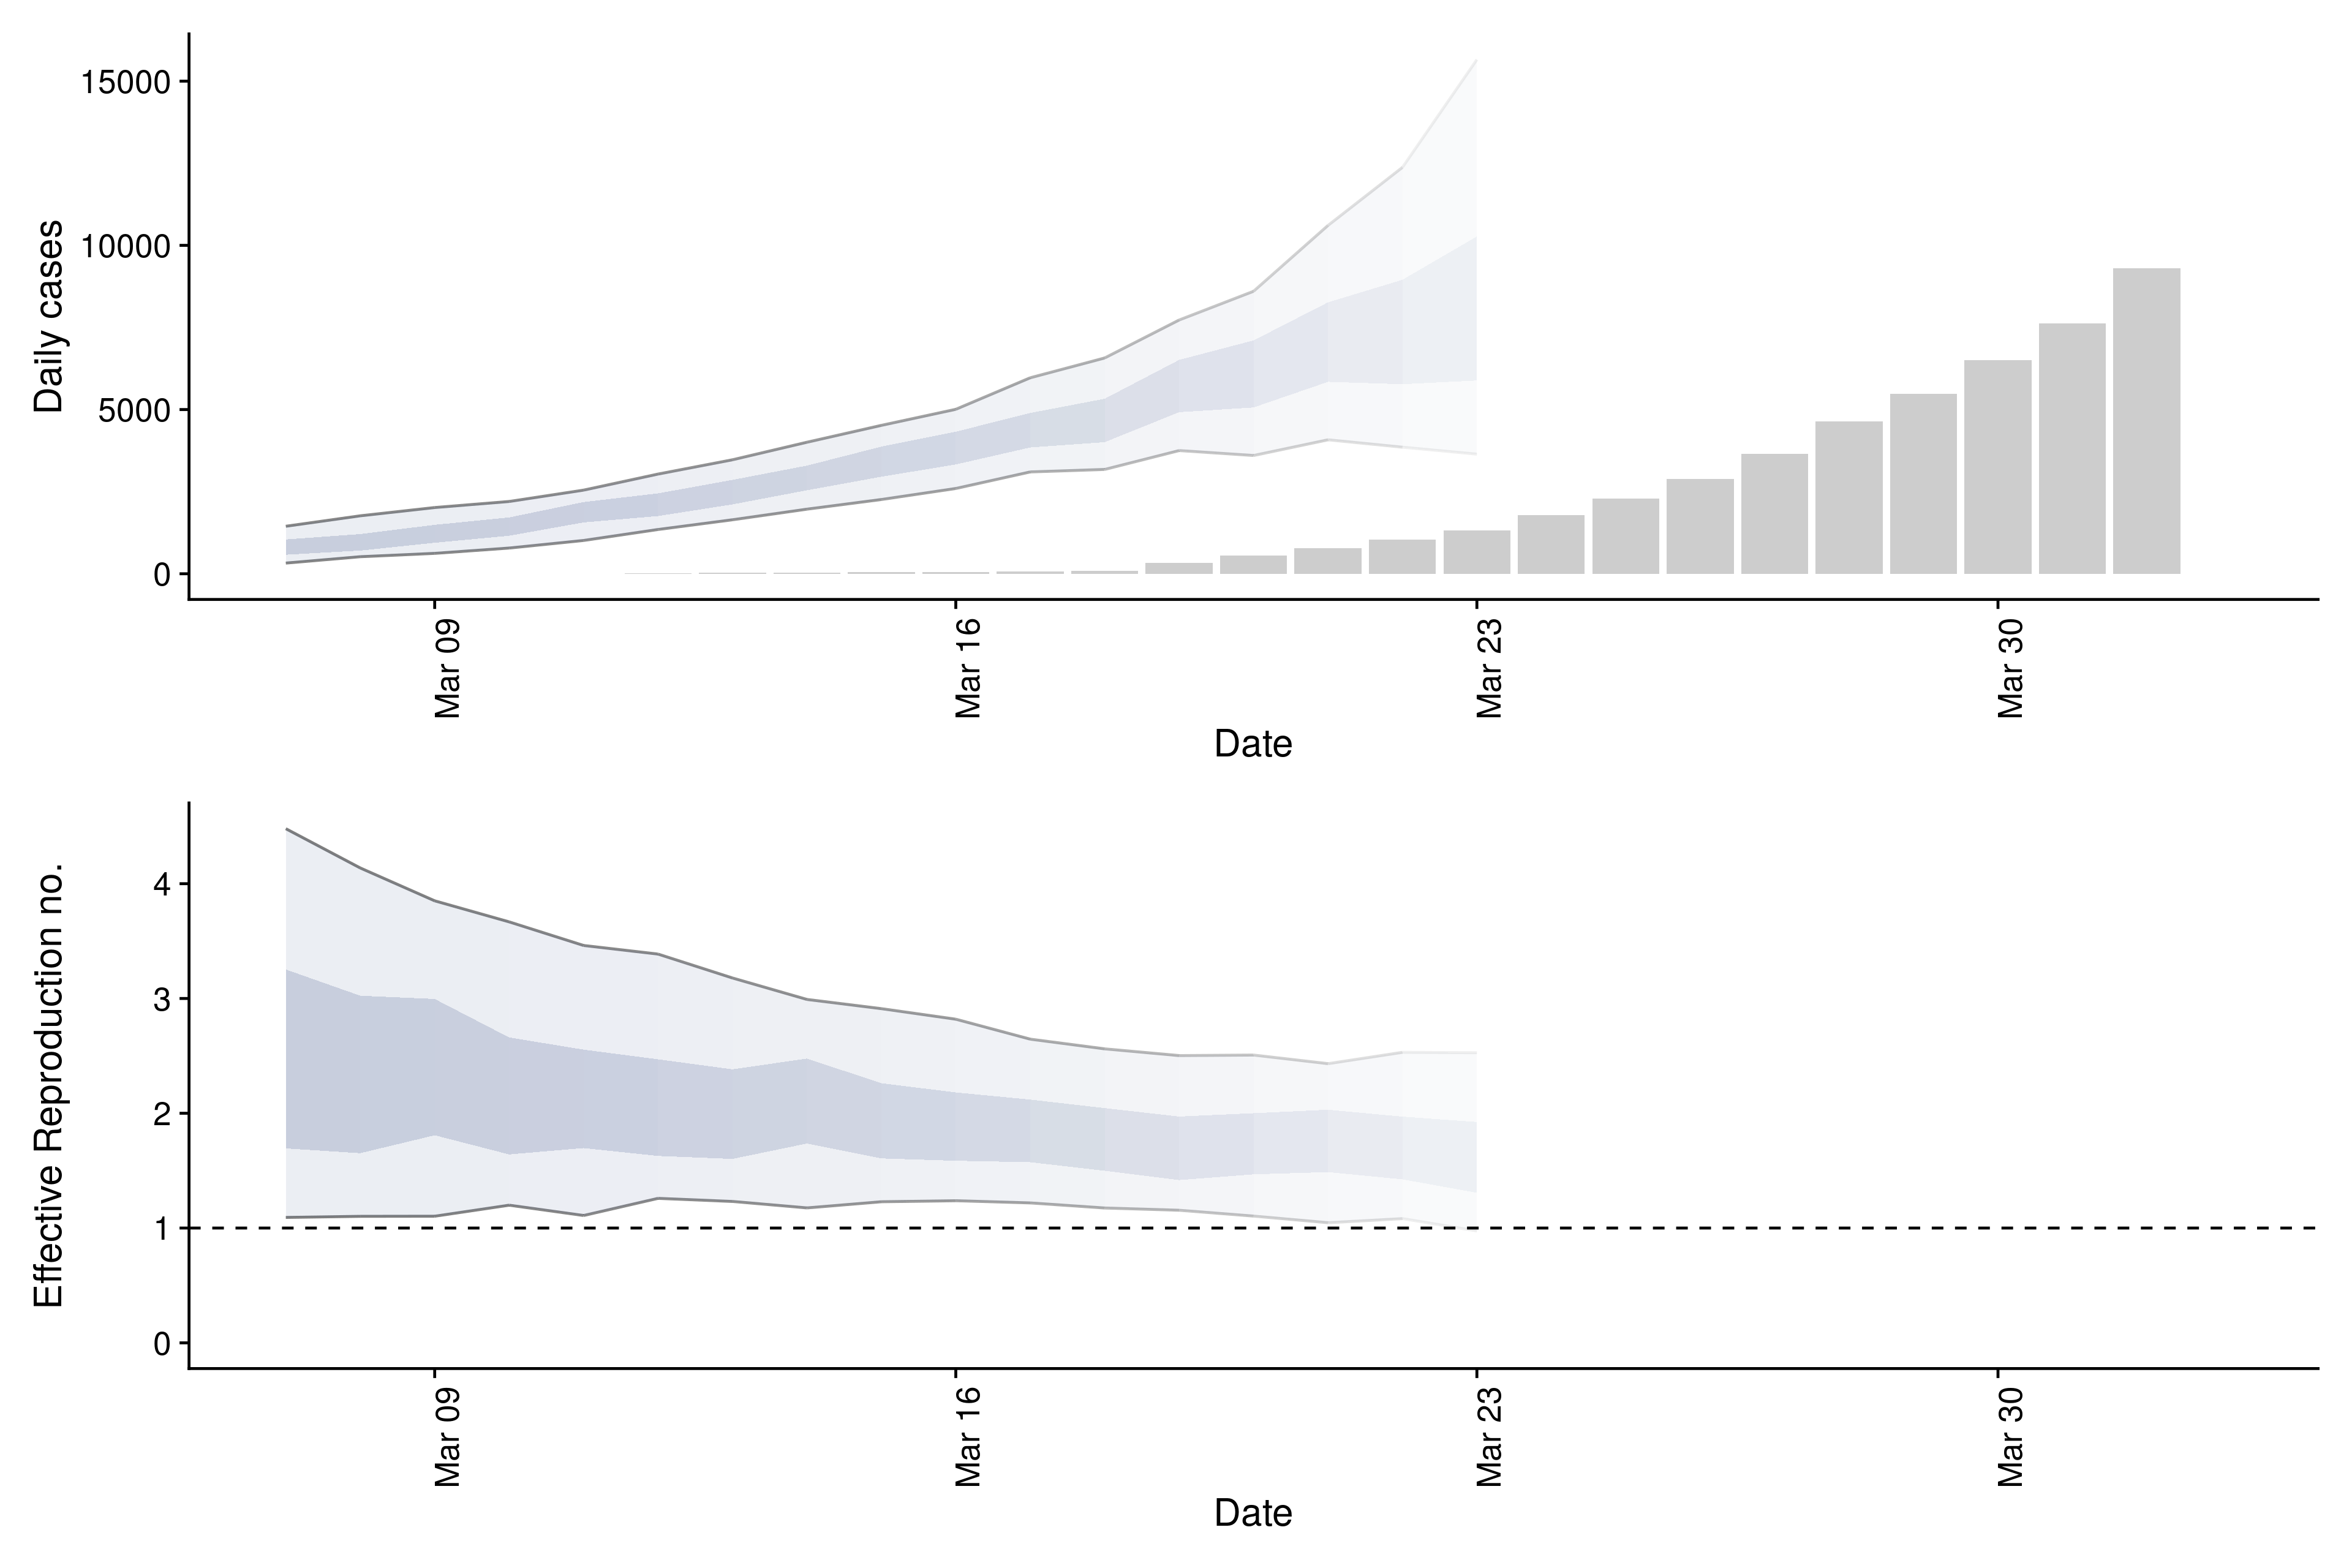 Daily cases
15000
10000
5000
0
Mar 09
Mar 16
Mar 23
Mar 30
Date
Effective Reproduction no.
4
3
2
1
0
Mar 09
Mar 16
Mar 23
Mar 30
Date